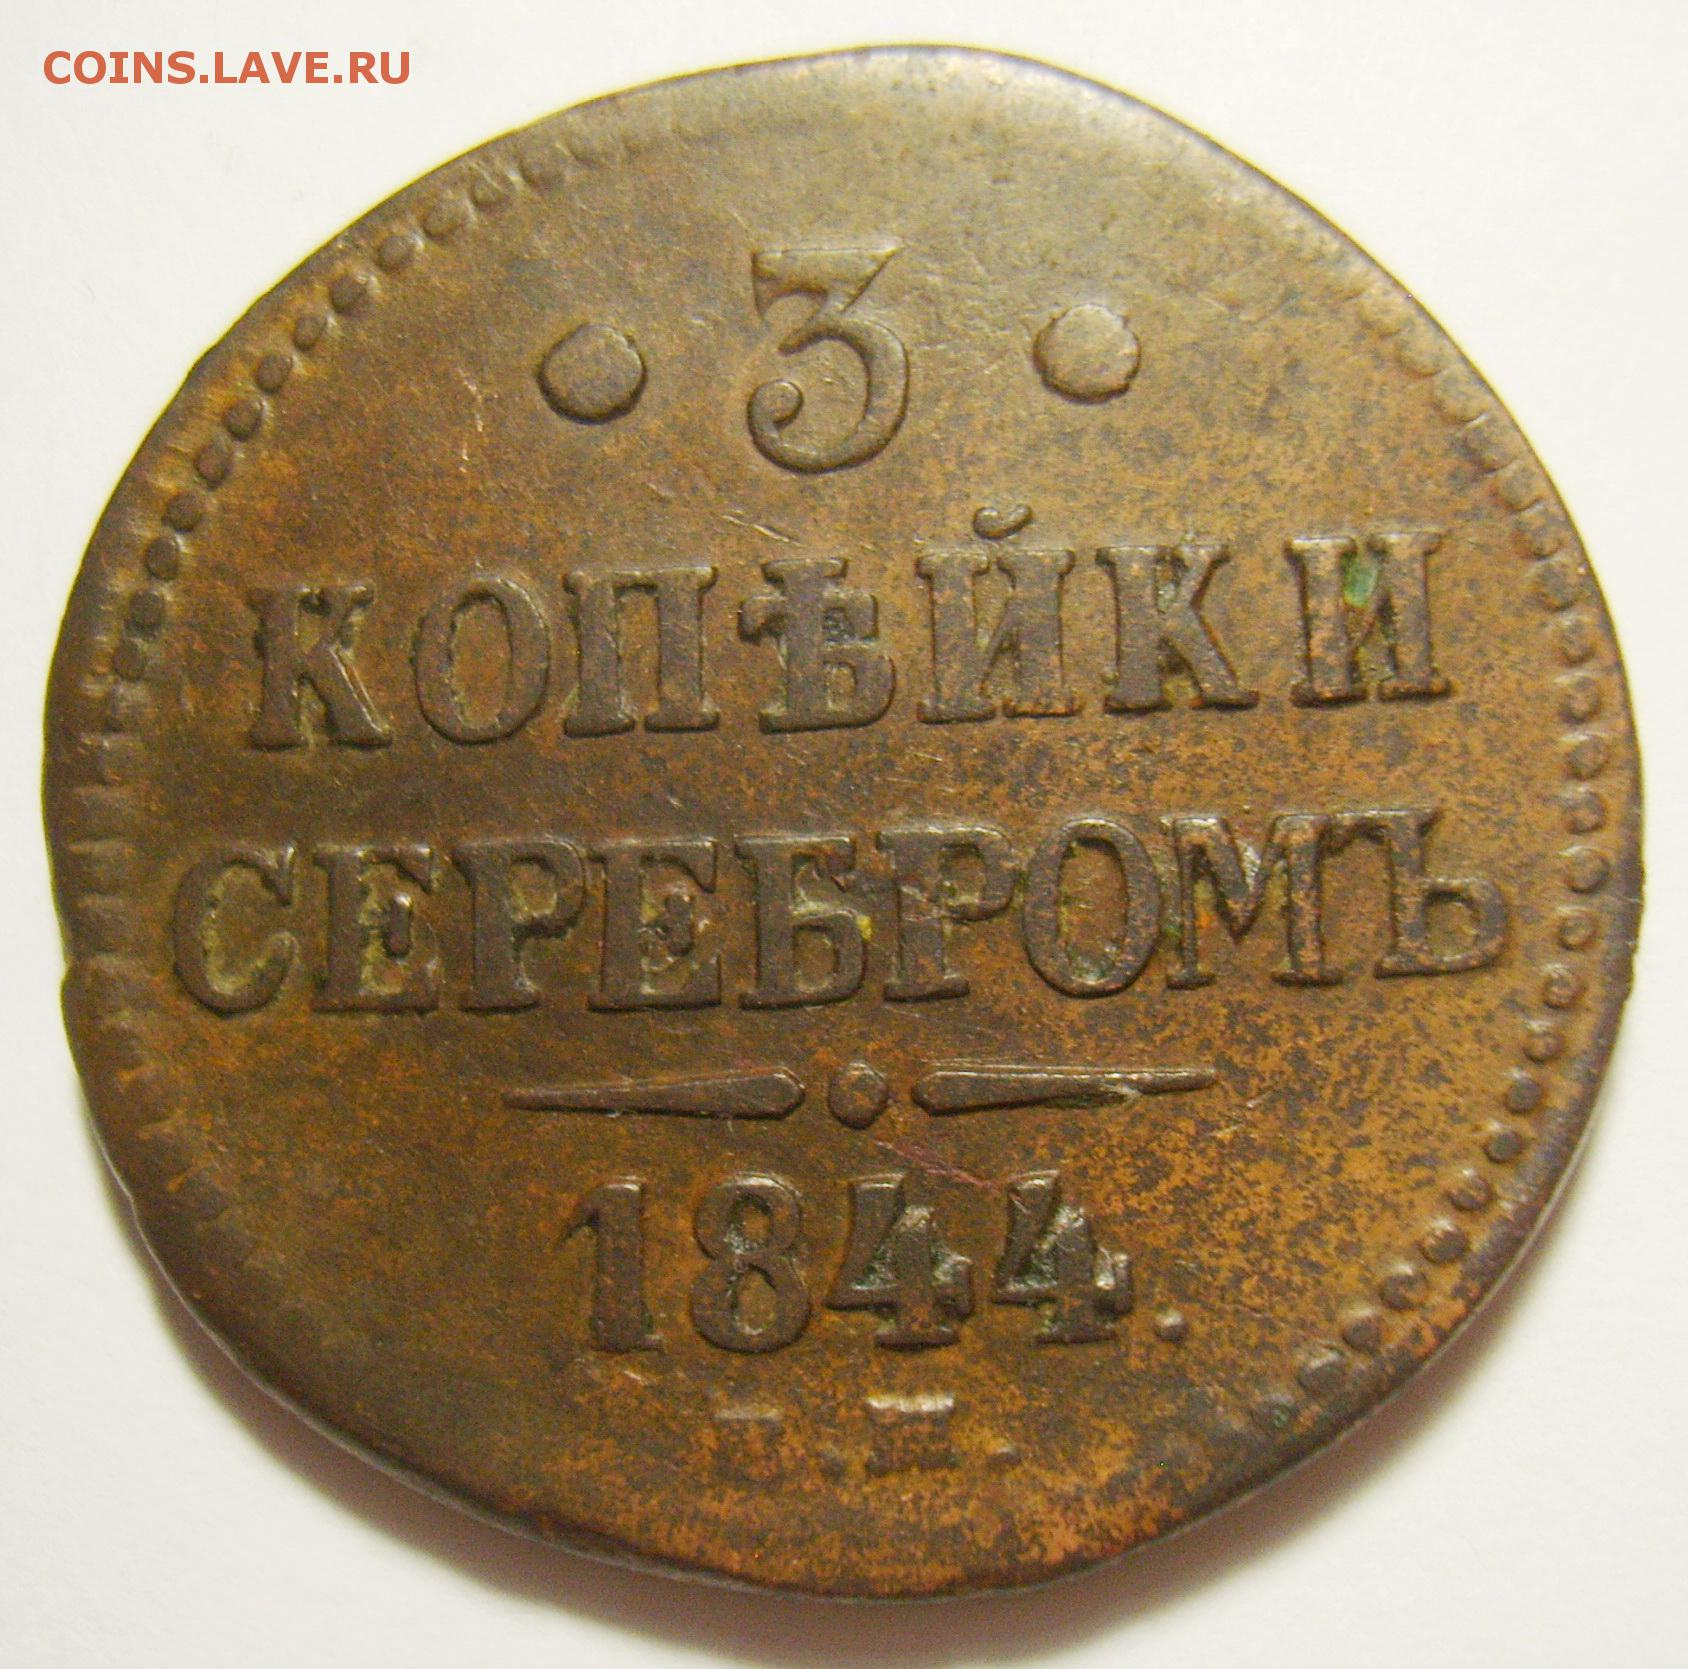 COINS.LAVE.RU
• 3 •
КОПѢЙКИ
СЕРЕБРОМЪ
1844.